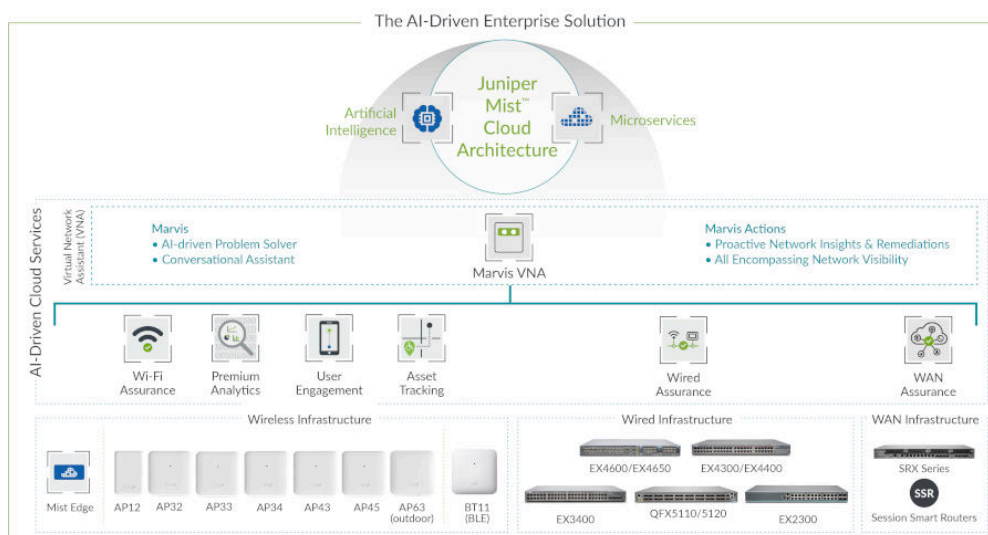 The AI-Driven Enterprise Solution
Juniper
Mist™
Cloud
Architecture
Artificial
Intelligence
Microservices
AI-Driven Cloud Services
Virtual Network
Assistant (VNA)
Marvis
• AI-driven Problem Solver
• Conversational Assistant
Marvis VNA
Marvis Actions
• Proactive Network Insights & Remediations
• All Encompassing Network Visibility
Wi-Fi
Assurance
Premium
Analytics
User
Engagement
Asset
Tracking
Wired
Assurance
WAN
Assurance
Wireless Infrastructure
Mist Edge
AP12
AP32
AP33
AP34
AP43
AP45
AP63
(outdoor)
BT11
(BLE)
Wired Infrastructure
EX4600/EX4650
EX4300/EX4400
EX3400
QFX5110/5120
EX2300
WAN Infrastructure
SRX Series
SSR
Session Smart Routers